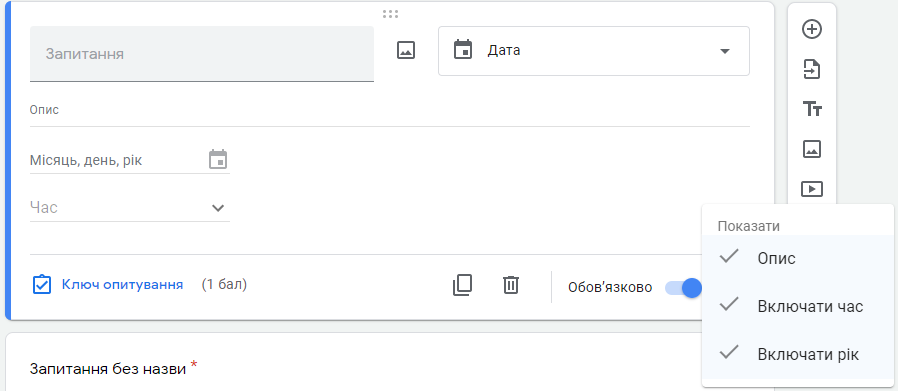 Запитання
Дата
Опис
Місяць, день, рік
Час
Ключ опитування (1 бал)
Обов'язково
Показати
Опис
Включати час
Включати рік
Запитання без назви *